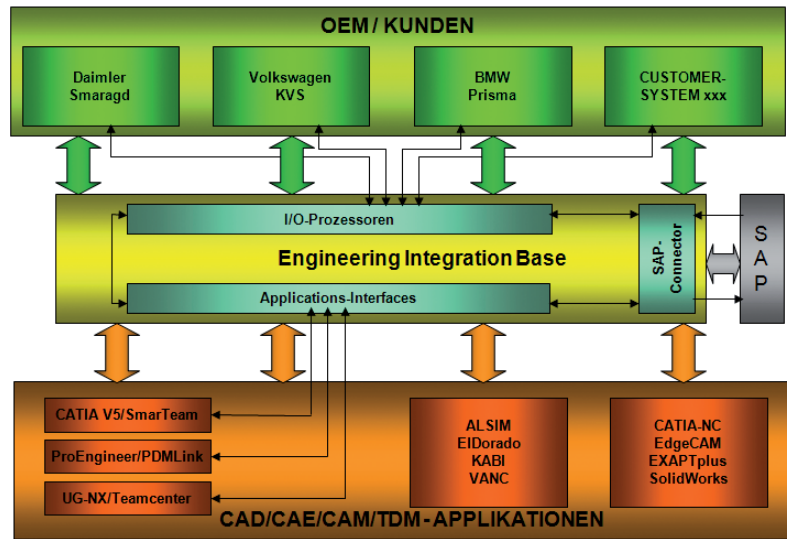 OEM / KUNDEN
Daimler
Smaragd
Volkswagen
KVS
BMW
Prisma
CUSTOMER-
SYSTEM xxx
I/O-Prozessoren
Engineering Integration Base
Applications-Interfaces
SAP-
Connector
SAP
CATIA V5/SmarTeam
ProEngineer/PDMLink
UG-NX/Teamcenter
ALSIM
ElDorado
KABI
VANC
CATIA-NC
EdgeCAM
EXAPTplus
SolidWorks
CAD/CAE/CAM/TDM - APPLIKATIONEN